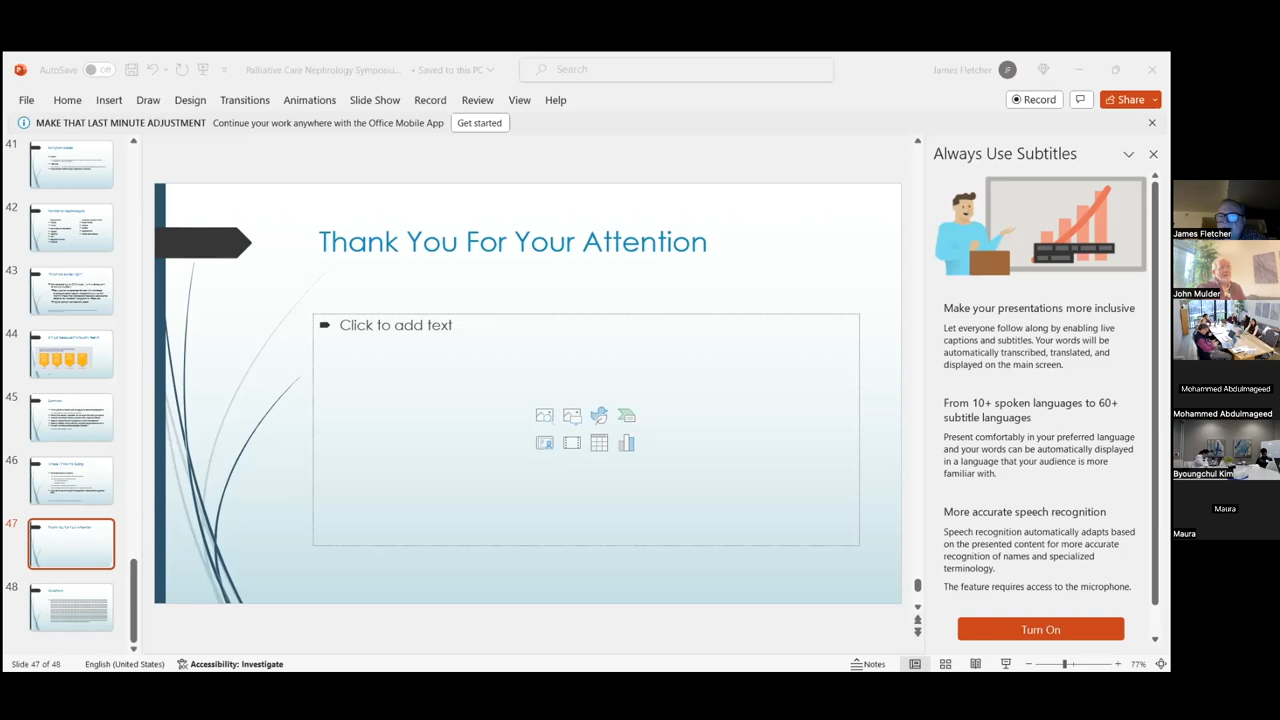 AutoSave Off Palliative Care Nephrology Symposiu... • Saved to this PC Search James Fletcher JF
File Home Insert Draw Design Transitions Animations Slide Show Record Review View Help Record Share
MAKE THAT LAST MINUTE ADJUSTMENT Continue your work anywhere with the Office Mobile App Get started
41
42
43
44
45
46
47
Thank You For Your Attention
48
Thank You For Your Attention
Click to add text
Always Use Subtitles
Make your presentations more inclusive
Let everyone follow along by enabling live
captions and subtitles. Your words will be
automatically transcribed, translated, and
displayed on the main screen.
From 10+ spoken languages to 60+
subtitle languages
Present comfortably in your preferred language
and your words can be automatically displayed
in a language that your audience is more
familiar with.
More accurate speech recognition
Speech recognition automatically adapts based
on the presented content for more accurate
recognition of names and specialized
terminology.
The feature requires access to the microphone.
Turn On
James Fletcher
John Mulder
Mohammed Abdulmageed
Mohammed Abdulmageed
Byoungchul Kim
Maura
Maura
Slide 47 of 48 English (United States) Accessibility: Investigate Notes 77%